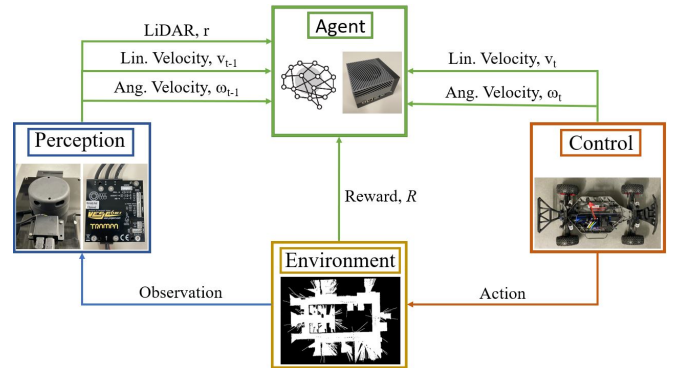 LiDAR, r
Agent
Lin. Velocity, vₜ₋₁
Lin. Velocity, vₜ
Ang. Velocity, ωₜ₋₁
Ang. Velocity, ωₜ
Perception
Control
TRAMPA
Reward, R
Environment
Observation
Action